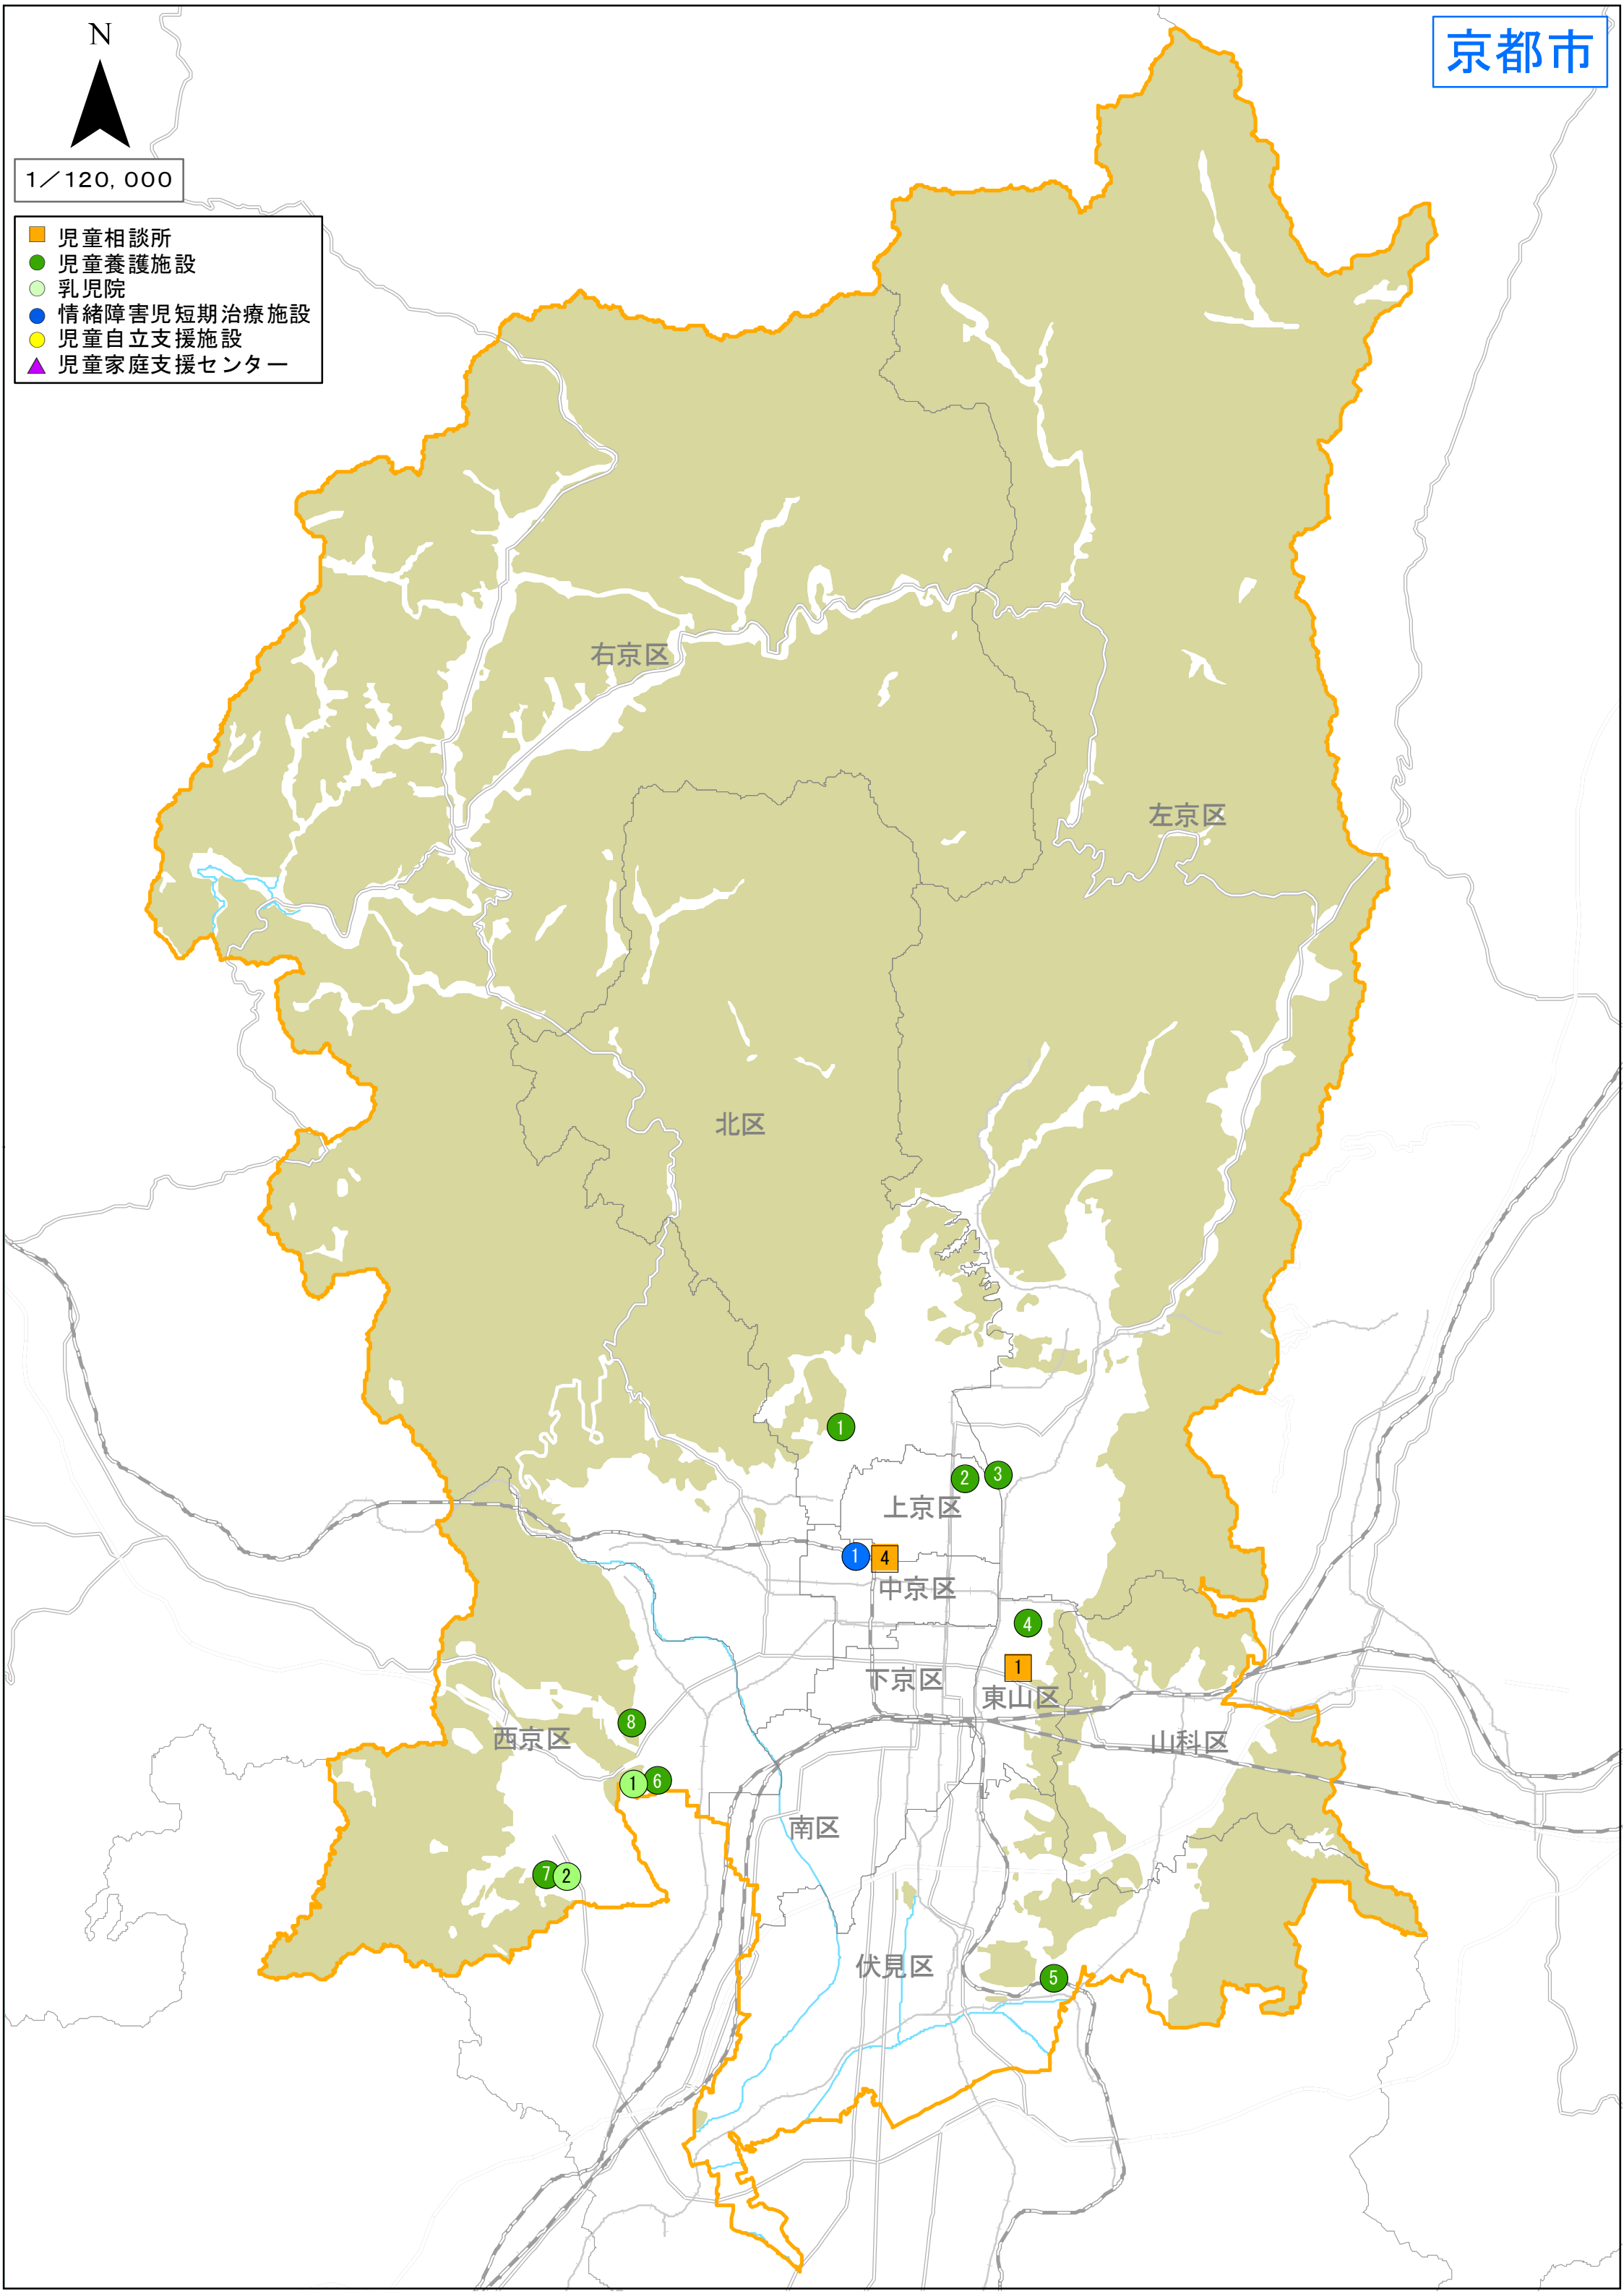 京都市
N
1／120,000
児童相談所
児童養護施設
乳児院
情緒障害児短期治療施設
児童自立支援施設
児童家庭支援センター
右京区
左京区
北区
1
2
3
上京区
1
4
中京区
4
1
下京区
東山区
8
西京区
山科区
1
6
南区
7
2
伏見区
5